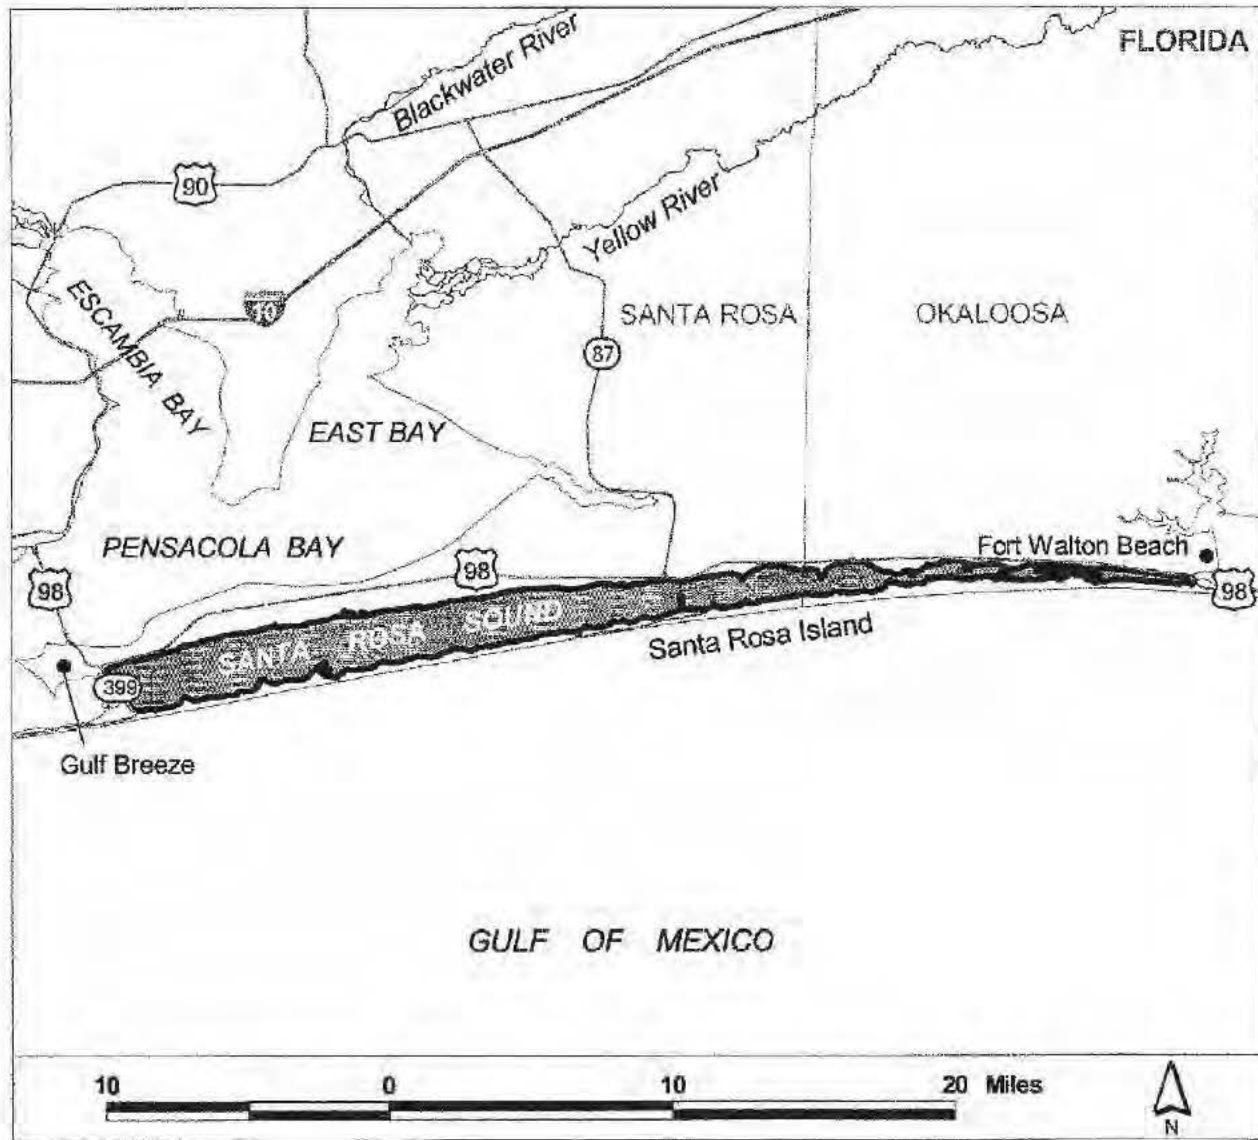 FLORIDA
Blackwater River
90
Yellow River
ESCAMBIA BAY
10
SANTA ROSA
OKALOOSA
87
EAST BAY
PENSACOLA BAY
Fort Walton Beach
98
98
98
SANTA ROSA SOUND
Santa Rosa Island
399
Gulf Breeze
GULF OF MEXICO
10 0 10 20 Miles
N